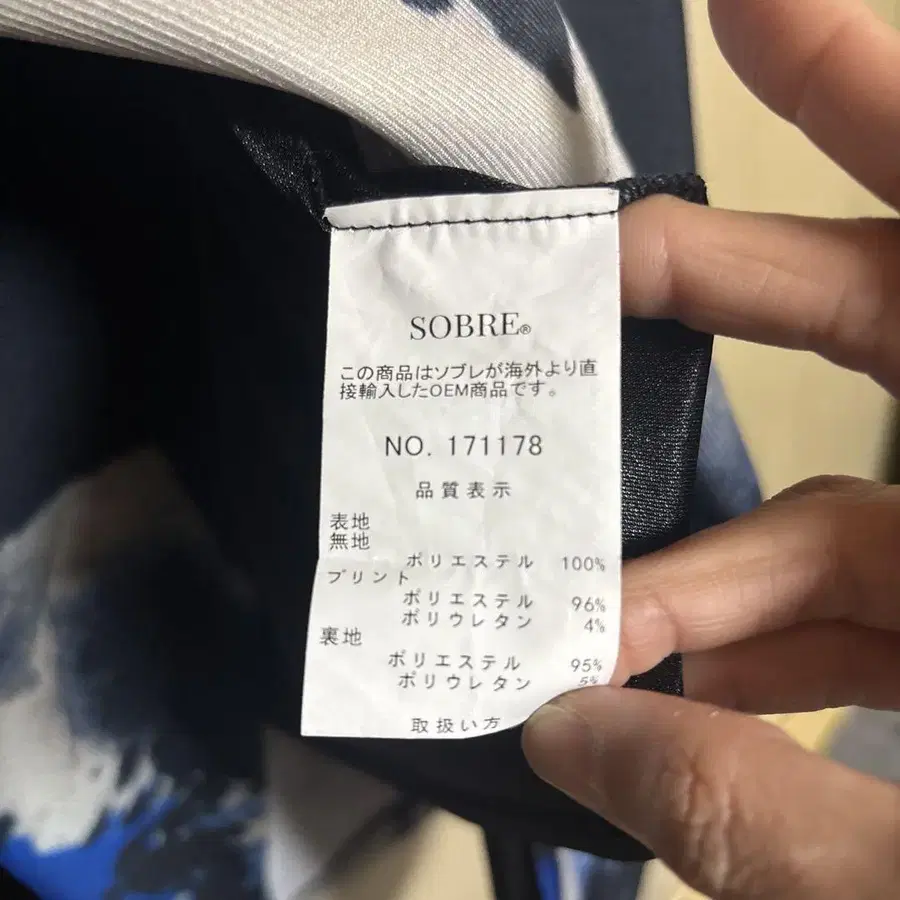 SOBRE®
この商品はソブレが海外より直
接輸入したOEM商品です。
NO. 171178
品質表示
表地
無地
ポリエステル 100%
プリント
ポリエステル 96%
ポリウレタン 4%
裏地
ポリエステル 95%
ポリウレタン 5%
取扱い方